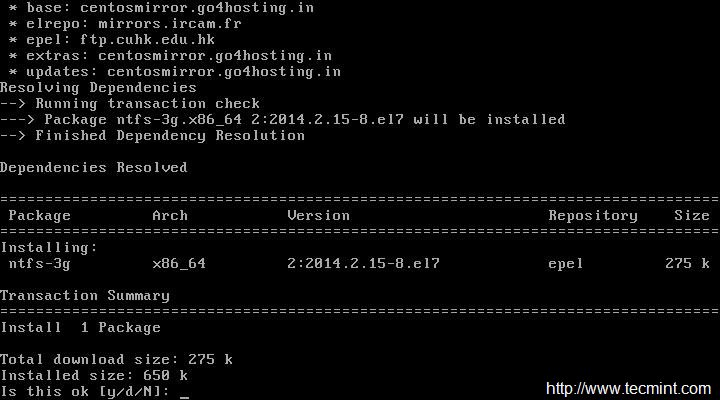 * base: centosmirror.go4hosting.in
* elrepo: mirrors.ircam.fr
* epel: ftp.cuhk.edu.hk
* extras: centosmirror.go4hosting.in
* updates: centosmirror.go4hosting.in
Resolving Dependencies
--> Running transaction check
---> Package ntfs-3g.x86_64 2:2014.2.15-8.el7 will be installed
--> Finished Dependency Resolution
Dependencies Resolved
================================================================================
Package Arch Version Repository Size
================================================================================
Installing:
ntfs-3g x86_64 2:2014.2.15-8.el7 epel 275 k
Transaction Summary
================================================================================
Install 1 Package
Total download size: 275 k
Installed size: 650 k
Is this ok [y/d/N]: _
http://www.tecmint.com